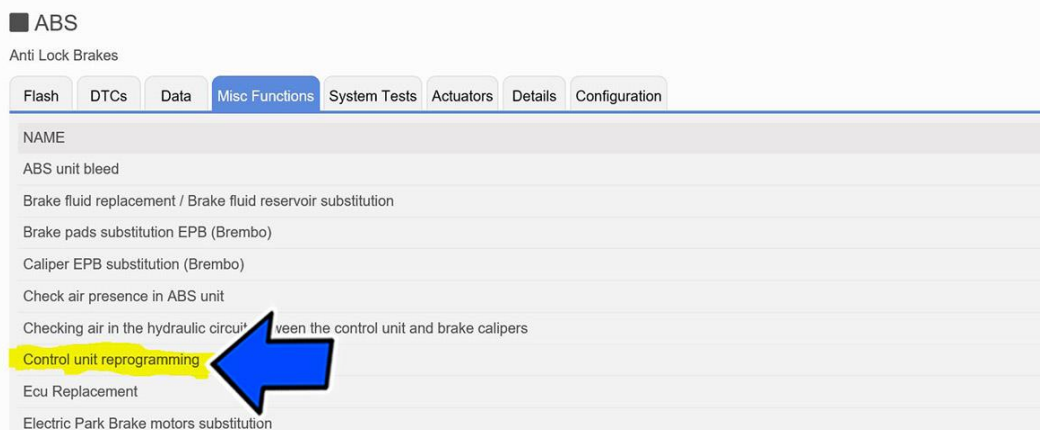 ABS
Anti Lock Brakes
Flash DTCs Data Misc Functions System Tests Actuators Details Configuration
NAME
ABS unit bleed
Brake fluid replacement / Brake fluid reservoir substitution
Brake pads substitution EPB (Brembo)
Caliper EPB substitution (Brembo)
Check air presence in ABS unit
Checking air in the hydraulic circuit ween the control unit and brake calipers
Control unit reprogramming
Ecu Replacement
Electric Park Brake motors substitution